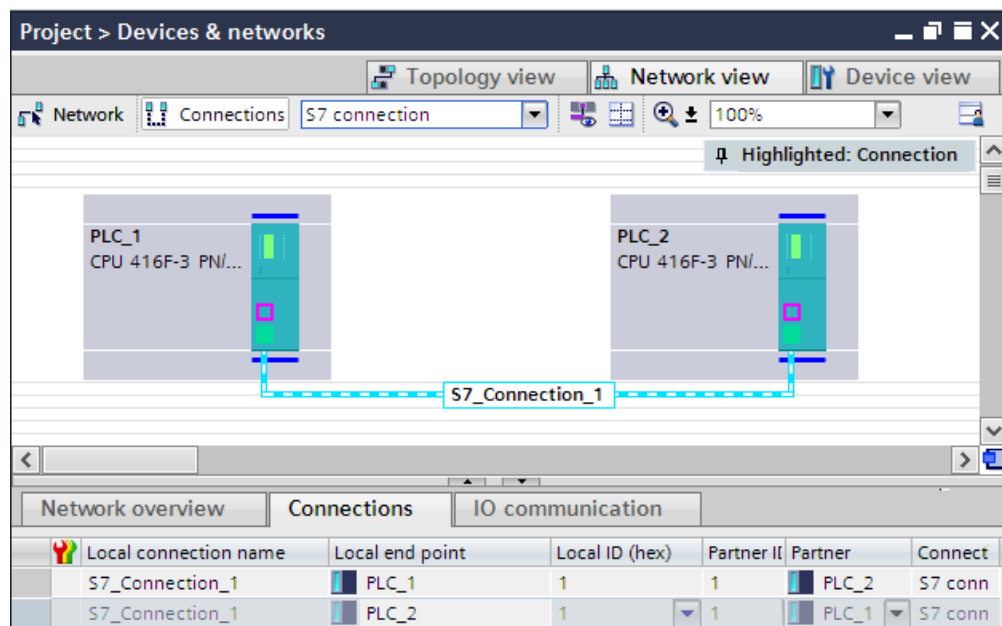 Project > Devices & networks
Topology view Network view Device view
Network Connections S7 connection 100%
Highlighted: Connection
PLC_1 PLC_2
CPU 416F-3 PN/... CPU 416F-3 PN/...
S7_Connection_1
Network overview Connections IO communication
Local connection name Local end point Local ID (hex) Partner I( Partner Connect
S7_Connection_1 PLC_1 1 1 PLC_2 S7 conn
S7_Connection_1 PLC_2 1 1 PLC_1 S7 conn